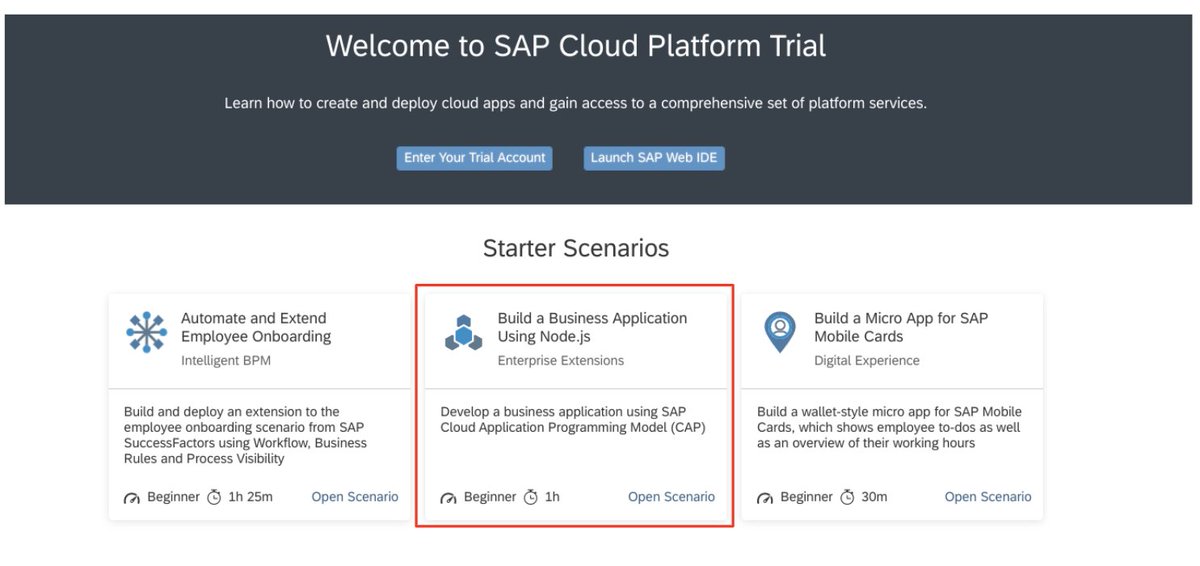 Welcome to SAP Cloud Platform Trial
Learn how to create and deploy cloud apps and gain access to a comprehensive set of platform services.
Enter Your Trial Account
Launch SAP Web IDE
Starter Scenarios
Automate and Extend
Employee Onboarding
Intelligent BPM
Build and deploy an extension to the
employee onboarding scenario from SAP
SuccessFactors using Workflow, Business
Rules and Process Visibility
Beginner 1h 25m Open Scenario
Build a Business Application
Using Node.js
Enterprise Extensions
Develop a business application using SAP
Cloud Application Programming Model (CAP)
Beginner 1h Open Scenario
Build a Micro App for SAP
Mobile Cards
Digital Experience
Build a wallet-style micro app for SAP Mobile
Cards, which shows employee to-dos as well
as an overview of their working hours
Beginner 30m Open Scenario